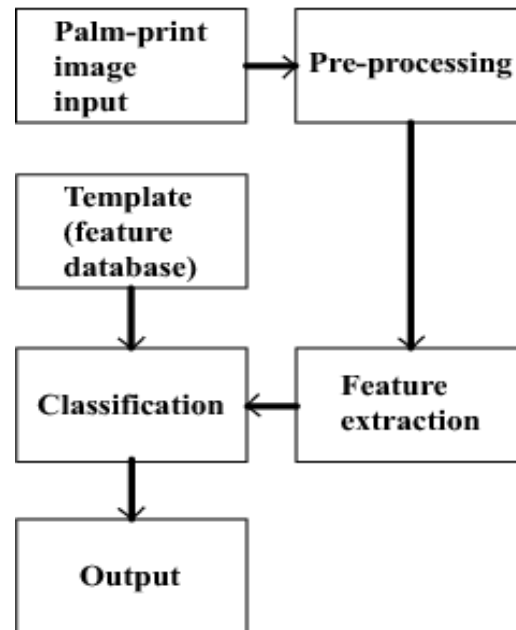 Palm-print
image
input
Pre-processing
Template
(feature
database)
Classification
Feature
extraction
Output